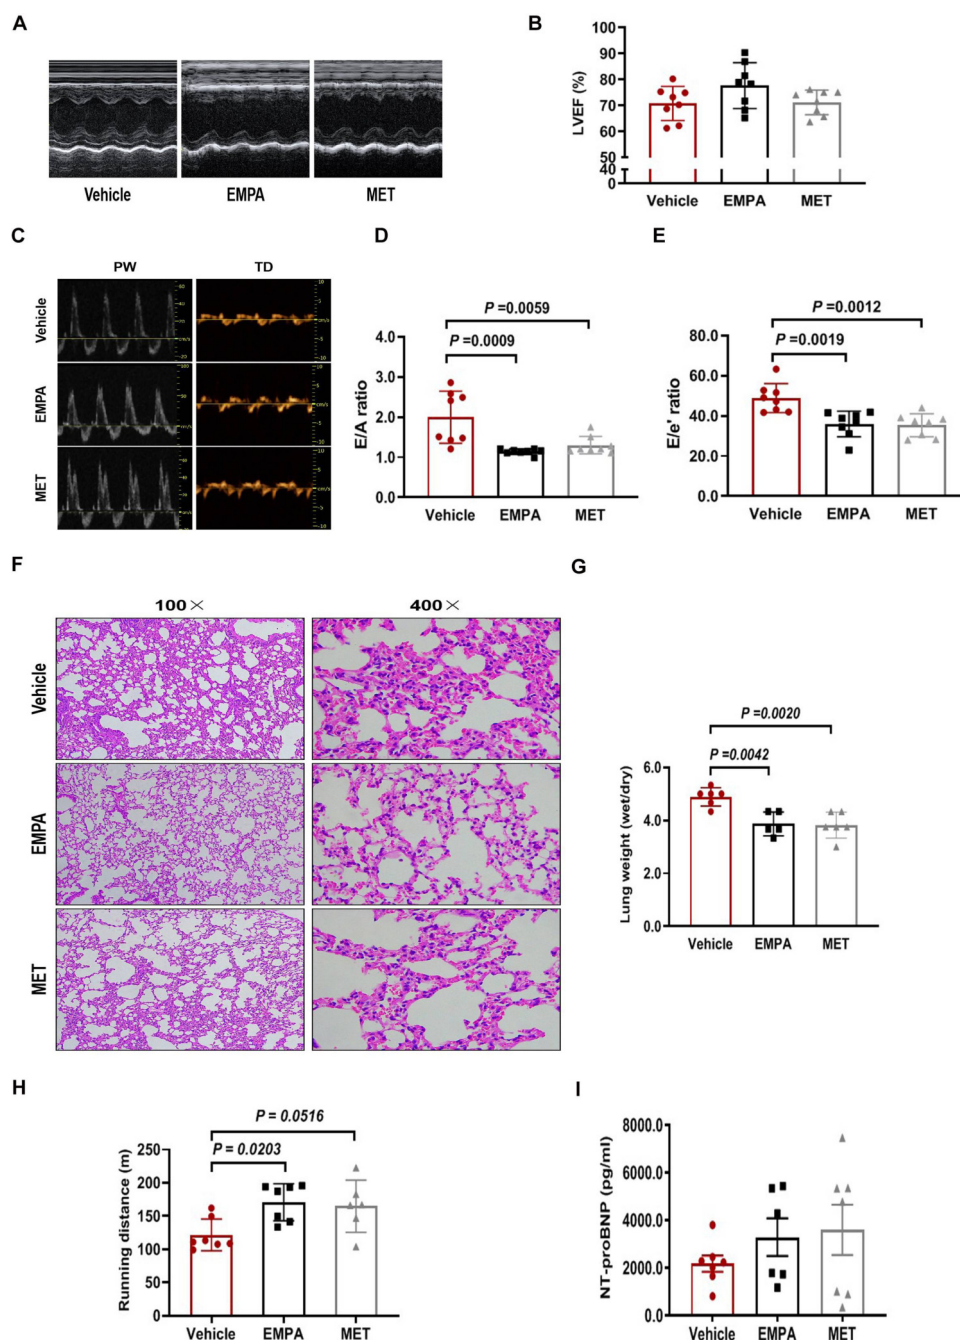 A
Vehicle
EMPA
MET
B
LVEF (%)
100
90
80
70
60
50
40
0
Vehicle
EMPA
MET
C
PW
TD
Vehicle
EMPA
MET
D
P =0.0059
P =0.0009
E/A ratio
4.0
3.0
2.0
1.0
0.0
Vehicle
EMPA
MET
E
P =0.0012
P =0.0019
E/e' ratio
80.0
60.0
40.0
20.0
0.0
Vehicle
EMPA
MET
F
100×
400×
Vehicle
EMPA
MET
G
P =0.0020
P =0.0042
Lung weight (wet/dry)
6.0
4.0
2.0
0.0
Vehicle
EMPA
MET
H
P = 0.0516
P = 0.0203
Running distance (m)
250
200
150
100
50
0
Vehicle
EMPA
MET
I
NT-proBNP (pg/ml)
8000.0
6000.0
4000.0
2000.0
0.0
Vehicle
EMPA
MET